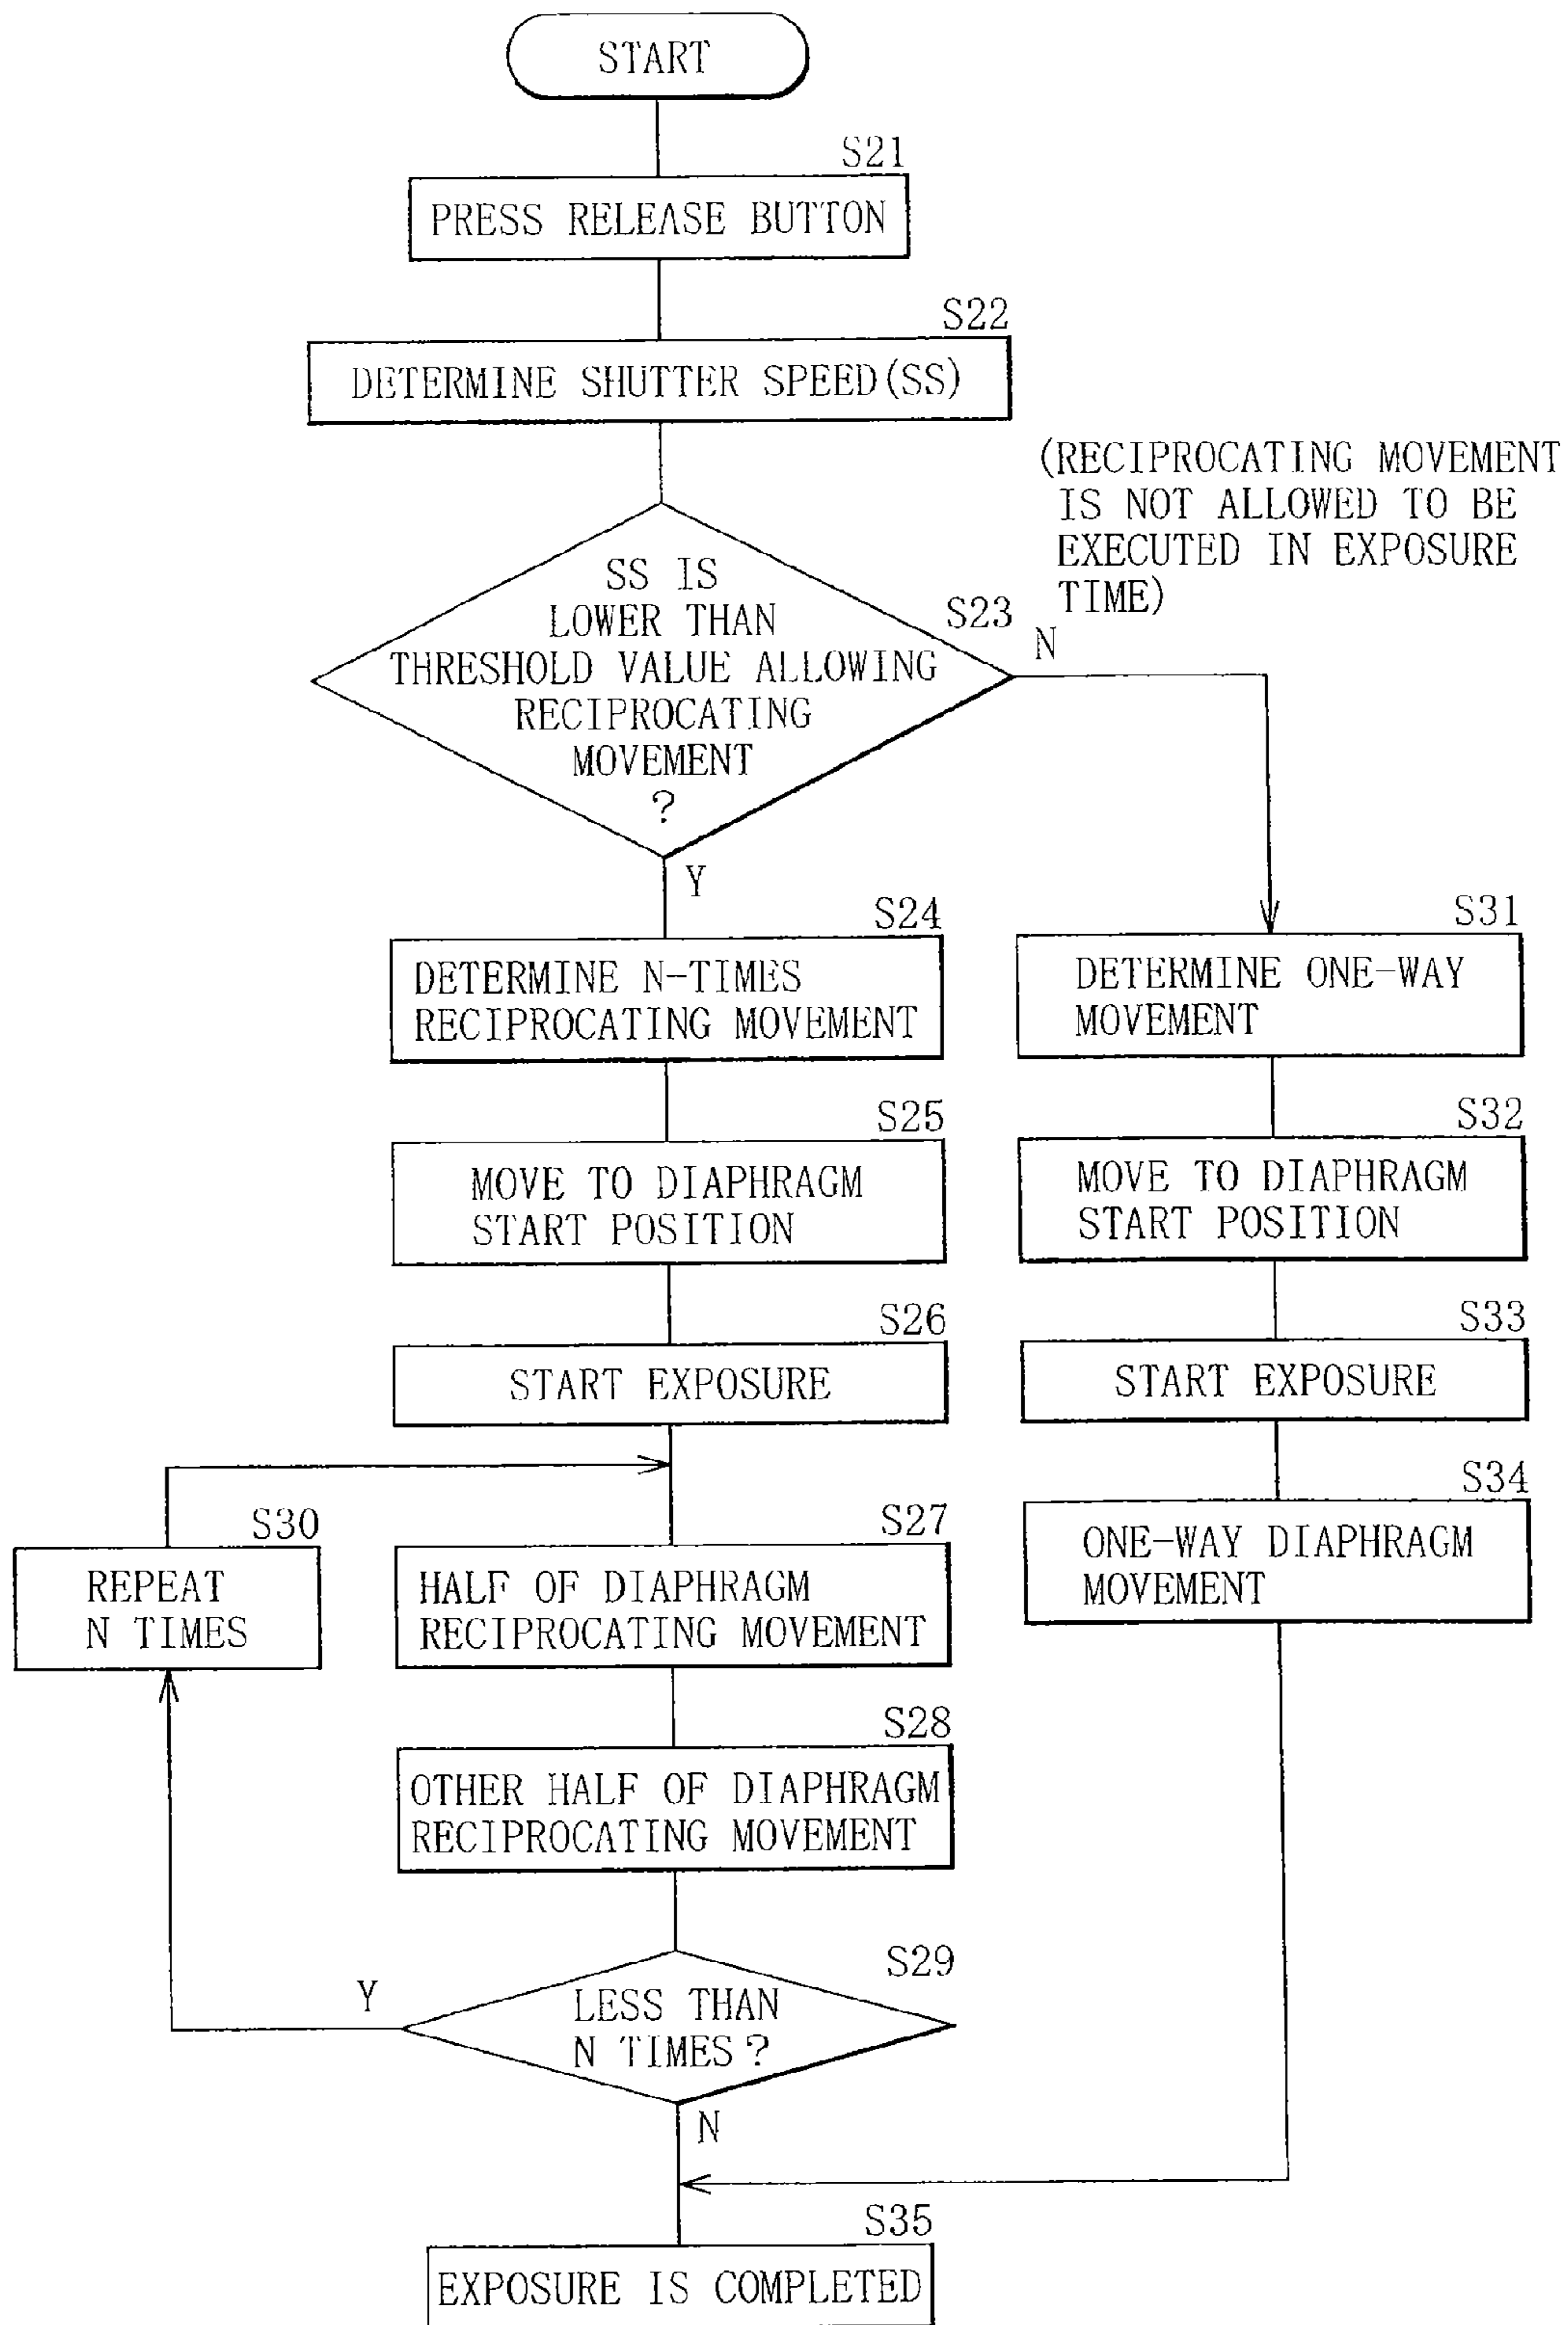 START
S21
PRESS RELEASE BUTTON
S22
DETERMINE SHUTTER SPEED(SS)
(RECIPROCATING MOVEMENT
IS NOT ALLOWED TO BE
EXECUTED IN EXPOSURE
TIME)
S23
SS IS
LOWER THAN
THRESHOLD VALUE ALLOWING
RECIPROCATING
MOVEMENT
?
N
Y
S24
DETERMINE N-TIMES
RECIPROCATING MOVEMENT
S25
MOVE TO DIAPHRAGM
START POSITION
S26
START EXPOSURE
S27
HALF OF DIAPHRAGM
RECIPROCATING MOVEMENT
S28
OTHER HALF OF DIAPHRAGM
RECIPROCATING MOVEMENT
S29
LESS THAN
N TIMES?
Y
S30
REPEAT
N TIMES
N
S31
DETERMINE ONE-WAY
MOVEMENT
S32
MOVE TO DIAPHRAGM
START POSITION
S33
START EXPOSURE
S34
ONE-WAY DIAPHRAGM
MOVEMENT
S35
EXPOSURE IS COMPLETED